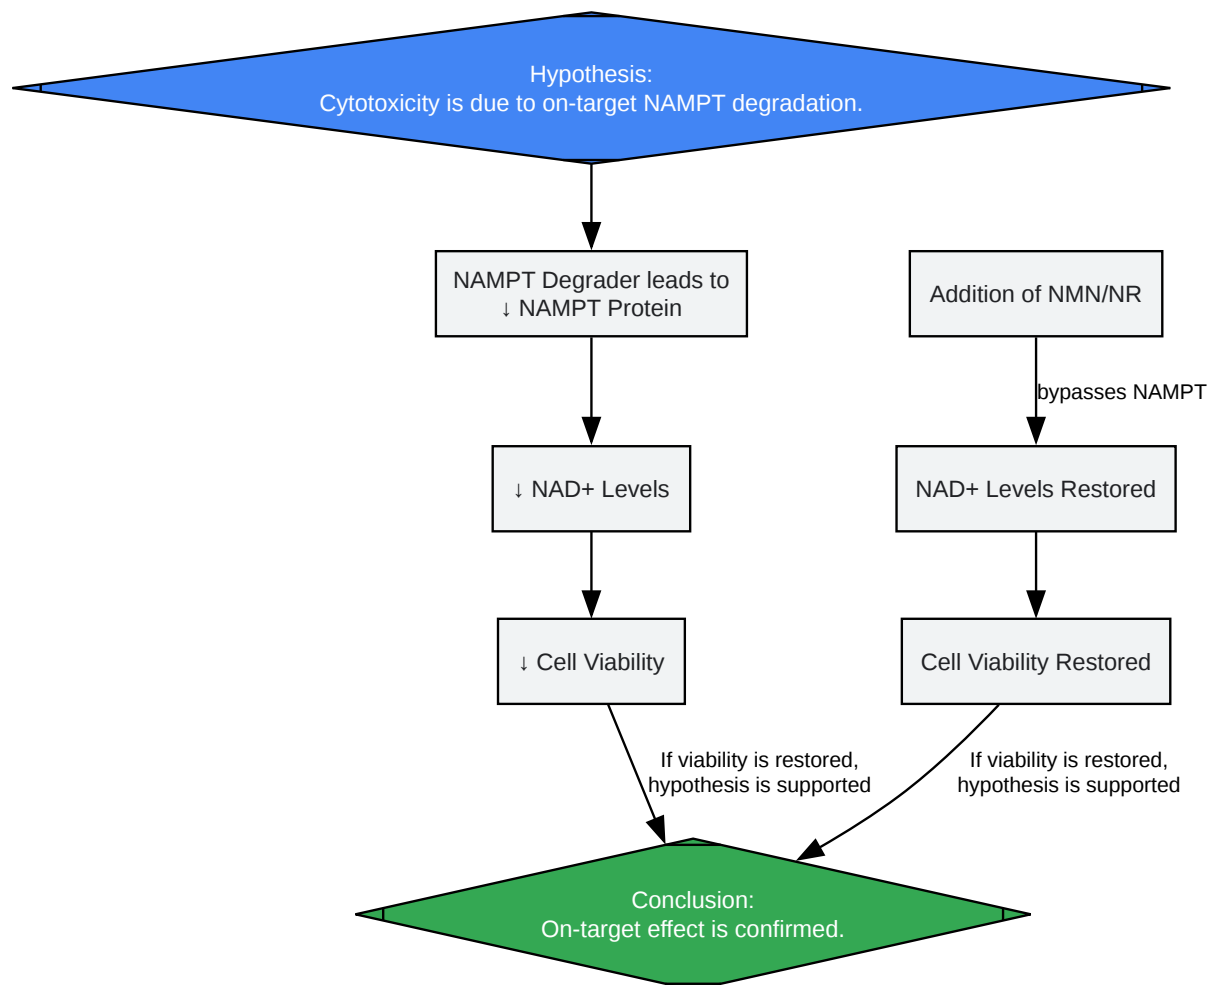 Hypothesis:
Cytotoxicity is due to on-target NAMPT degradation.
NAMPT Degrader leads to
↓ NAMPT Protein
Addition of NMN/NR
bypasses NAMPT
↓ NAD+ Levels
NAD+ Levels Restored
↓ Cell Viability
Cell Viability Restored
If viability is restored,
hypothesis is supported
If viability is restored,
hypothesis is supported
Conclusion:
On-target effect is confirmed.